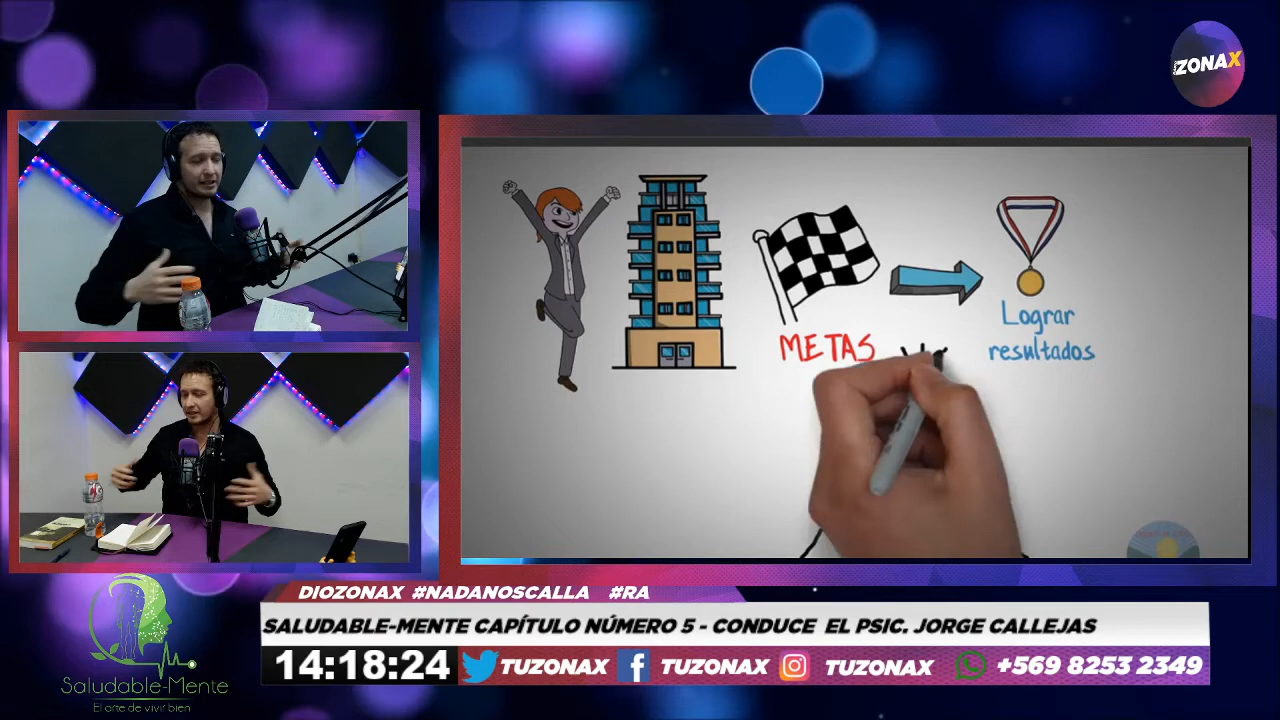 ZONAX
METAS
Lograr
resultados
DIOZONAX #NADANOSCALLA #RA
SALUDABLE-MENTE CAPÍTULO NÚMERO 5 - CONDUCE EL PSIC. JORGE CALLEJAS
14:18:24 TUZONAX TUZONAX TUZONAX +569 8253 2349
Saludable-Mente
El arte de vivir bien